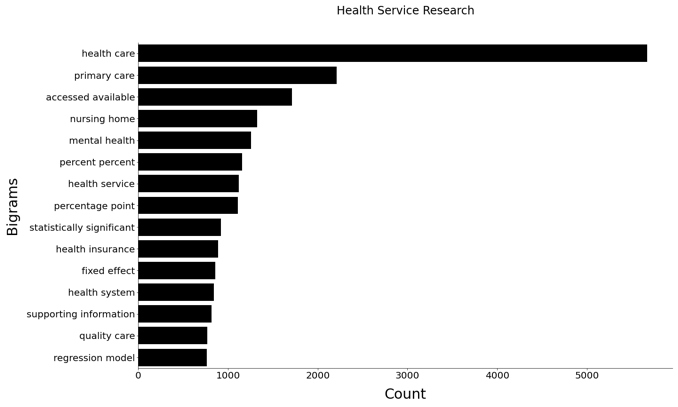 Health Service Research
health care
primary care
accessed available
nursing home
mental health
percent percent
health service
percentage point
statistically significant
health insurance
fixed effect
health system
supporting information
quality care
regression model
Bigrams
0 1000 2000 3000 4000 5000
Count